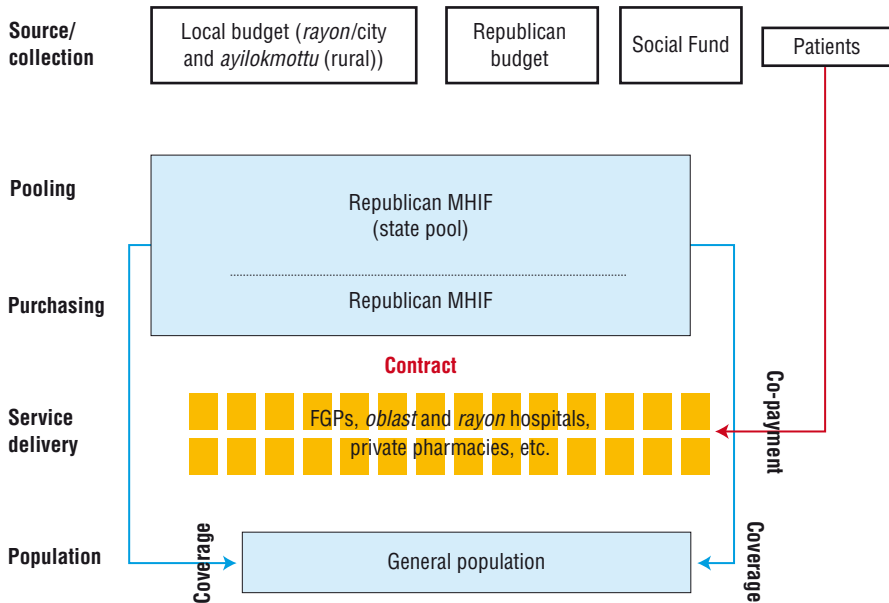 Source/
collection
Local budget (rayon/city
and ayilokmottu (rural))
Republican
budget
Social Fund
Patients
Pooling
Republican MHIF
(state pool)
Purchasing
Republican MHIF
Contract
Co-payment
Service
delivery
FGPs, oblast and rayon hospitals,
private pharmacies, etc.
Population
Coverage
General population
Coverage